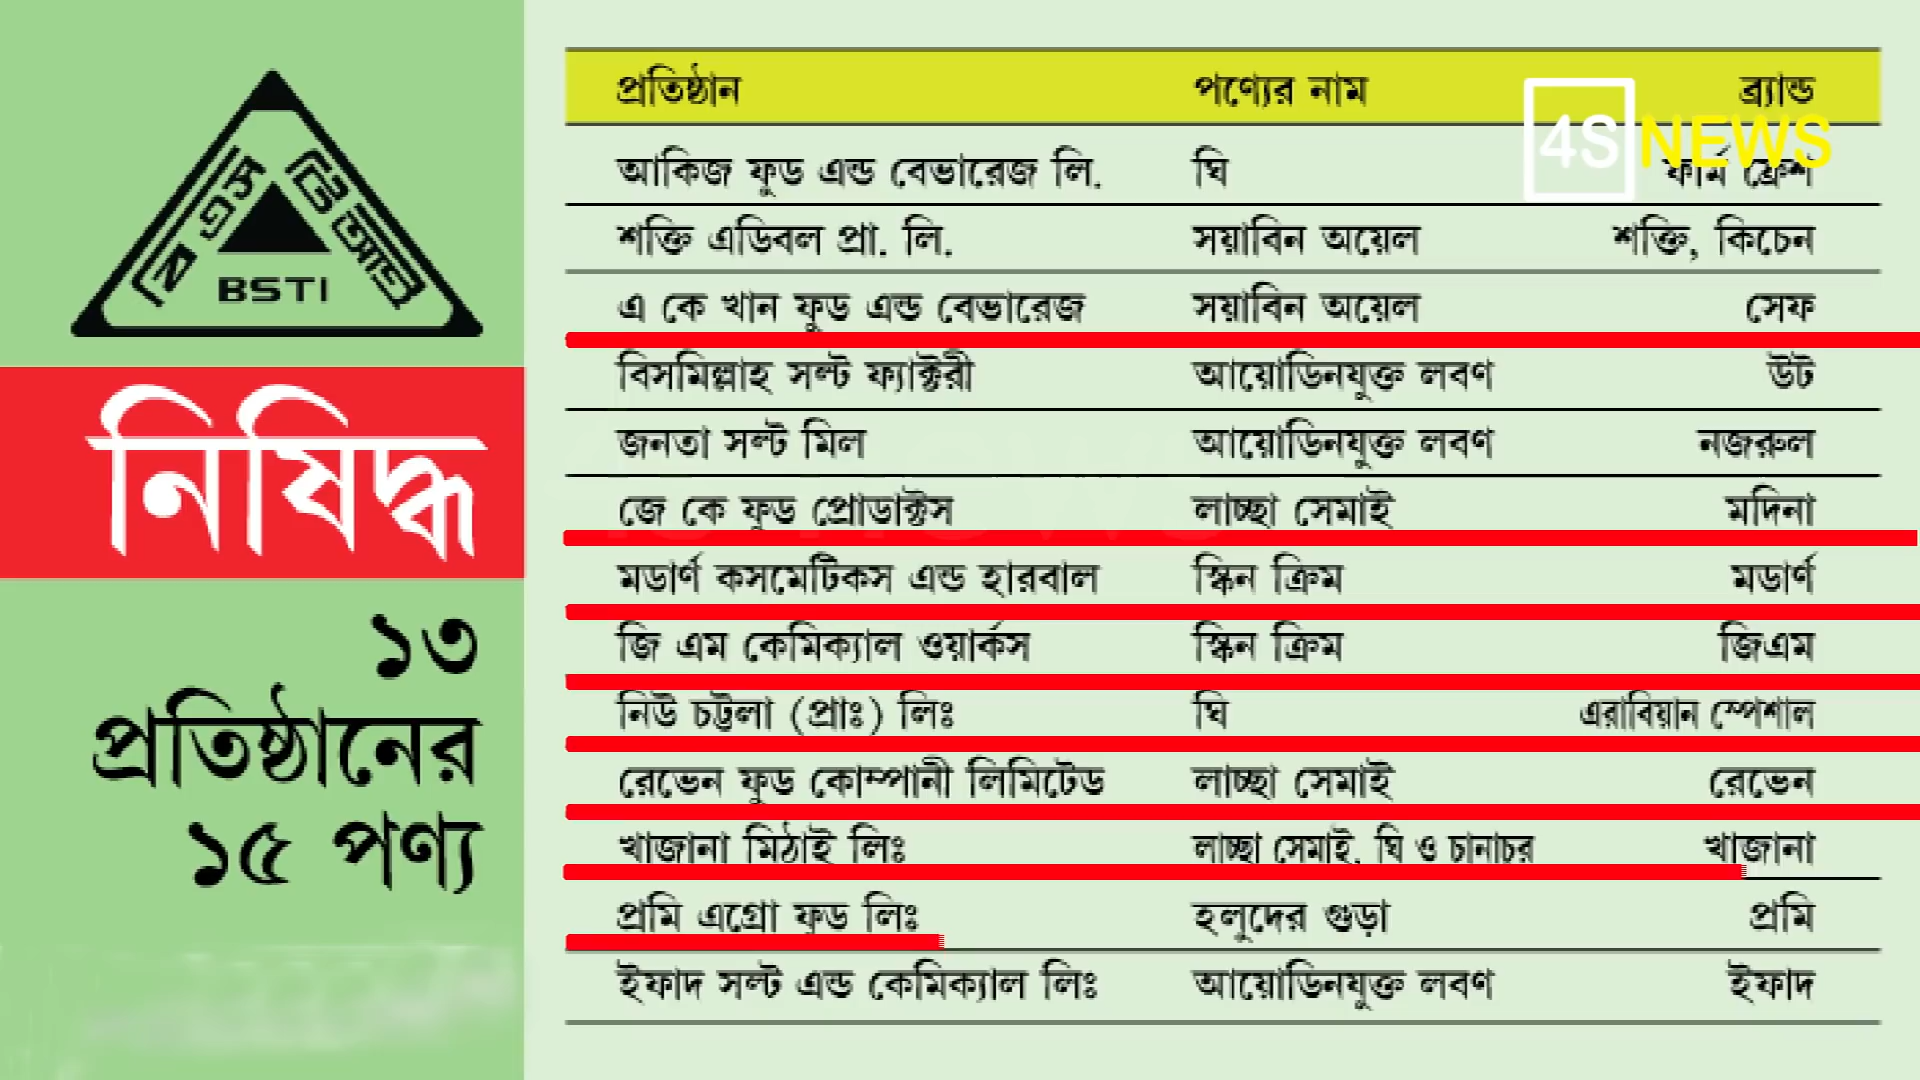 বি এস টি আই
BSTI
নিষিদ্ধ
১৩
প্রতিষ্ঠানের
১৫ পণ্য
4S NEWS
প্রতিষ্ঠান পণ্যের নাম ব্র্যান্ড
আকিজ ফুড এন্ড বেভারেজ লি. ঘি ফার্ম ফ্রেশ
শক্তি এডিবল প্রা. লি. সয়াবিন অয়েল শক্তি, কিচেন
এ কে খান ফুড এন্ড বেভারেজ সয়াবিন অয়েল সেফ
বিসমিল্লাহ সল্ট ফ্যাক্টরী আয়োডিনযুক্ত লবণ উট
জনতা সল্ট মিল আয়োডিনযুক্ত লবণ নজরুল
জে কে ফুড প্রোডাক্টস লাচ্ছা সেমাই মদিনা
মডার্ণ কসমেটিকস এন্ড হারবাল স্কিন ক্রিম মডার্ণ
জি এম কেমিক্যাল ওয়ার্কস স্কিন ক্রিম জিএম
নিউ চট্টলা (প্রাঃ) লিঃ ঘি এরাবিয়ান স্পেশাল
রেভেন ফুড কোম্পানী লিমিটেড লাচ্ছা সেমাই রেভেন
খাজানা মিঠাই লিঃ লাচ্ছা সেমাই, ঘি ও চানাচর খাজানা
প্রমি এগ্রো ফুড লিঃ হলুদের গুড়া প্রমি
ইফাদ সল্ট এন্ড কেমিক্যাল লিঃ আয়োডিনযুক্ত লবণ ইফাদ